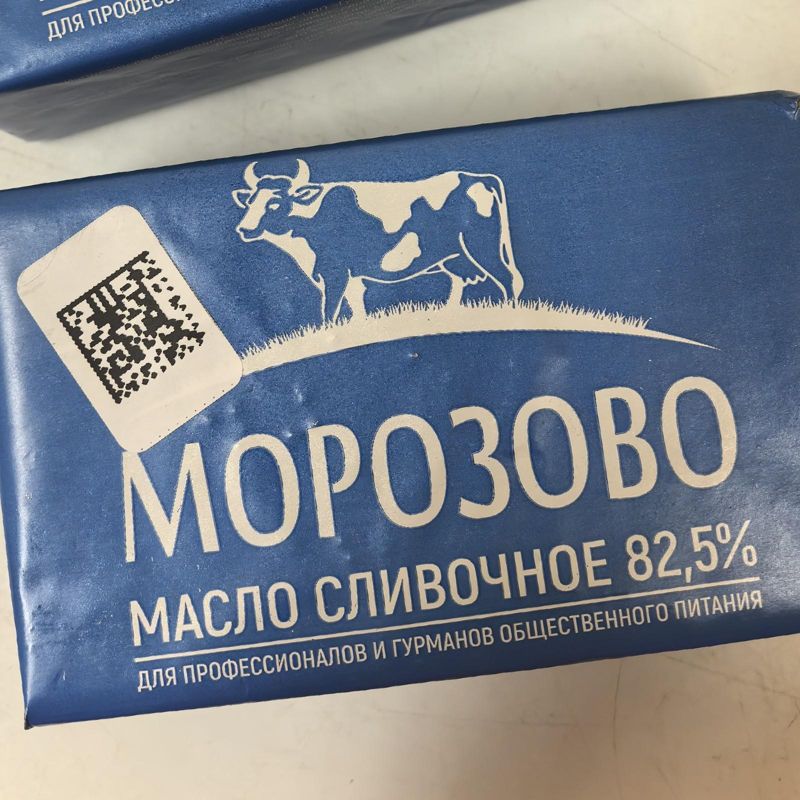 ДЛЯ ПРОФЕС
МОРОЗОВО
МАСЛО СЛИВОЧНОЕ 82,5%
ДЛЯ ПРОФЕССИОНАЛОВ И ГУРМАНОВ ОБЩЕСТВЕННОГО ПИТАНИЯ